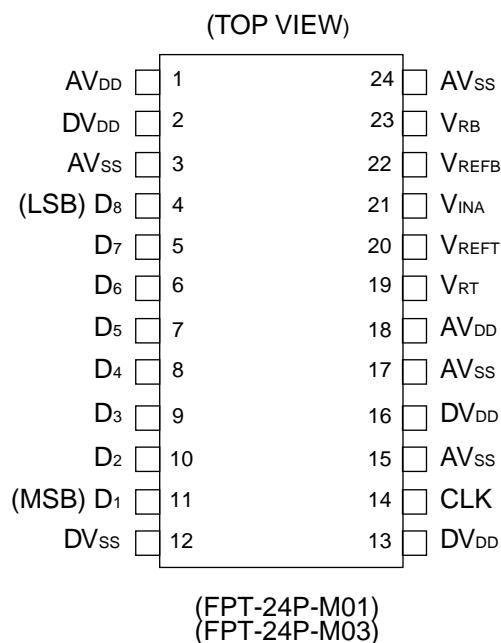 (TOP VIEW)
AVDD 1 24 AVSS
DVDD 2 23 VRB
AVSS 3 22 VREFB
(LSB) D8 4 21 VINA
D7 5 20 VREFT
D6 6 19 VRT
D5 7 18 AVDD
D4 8 17 AVSS
D3 9 16 DVDD
D2 10 15 AVSS
(MSB) D1 11 14 CLK
DVSS 12 13 DVDD
(FPT-24P-M01)
(FPT-24P-M03)